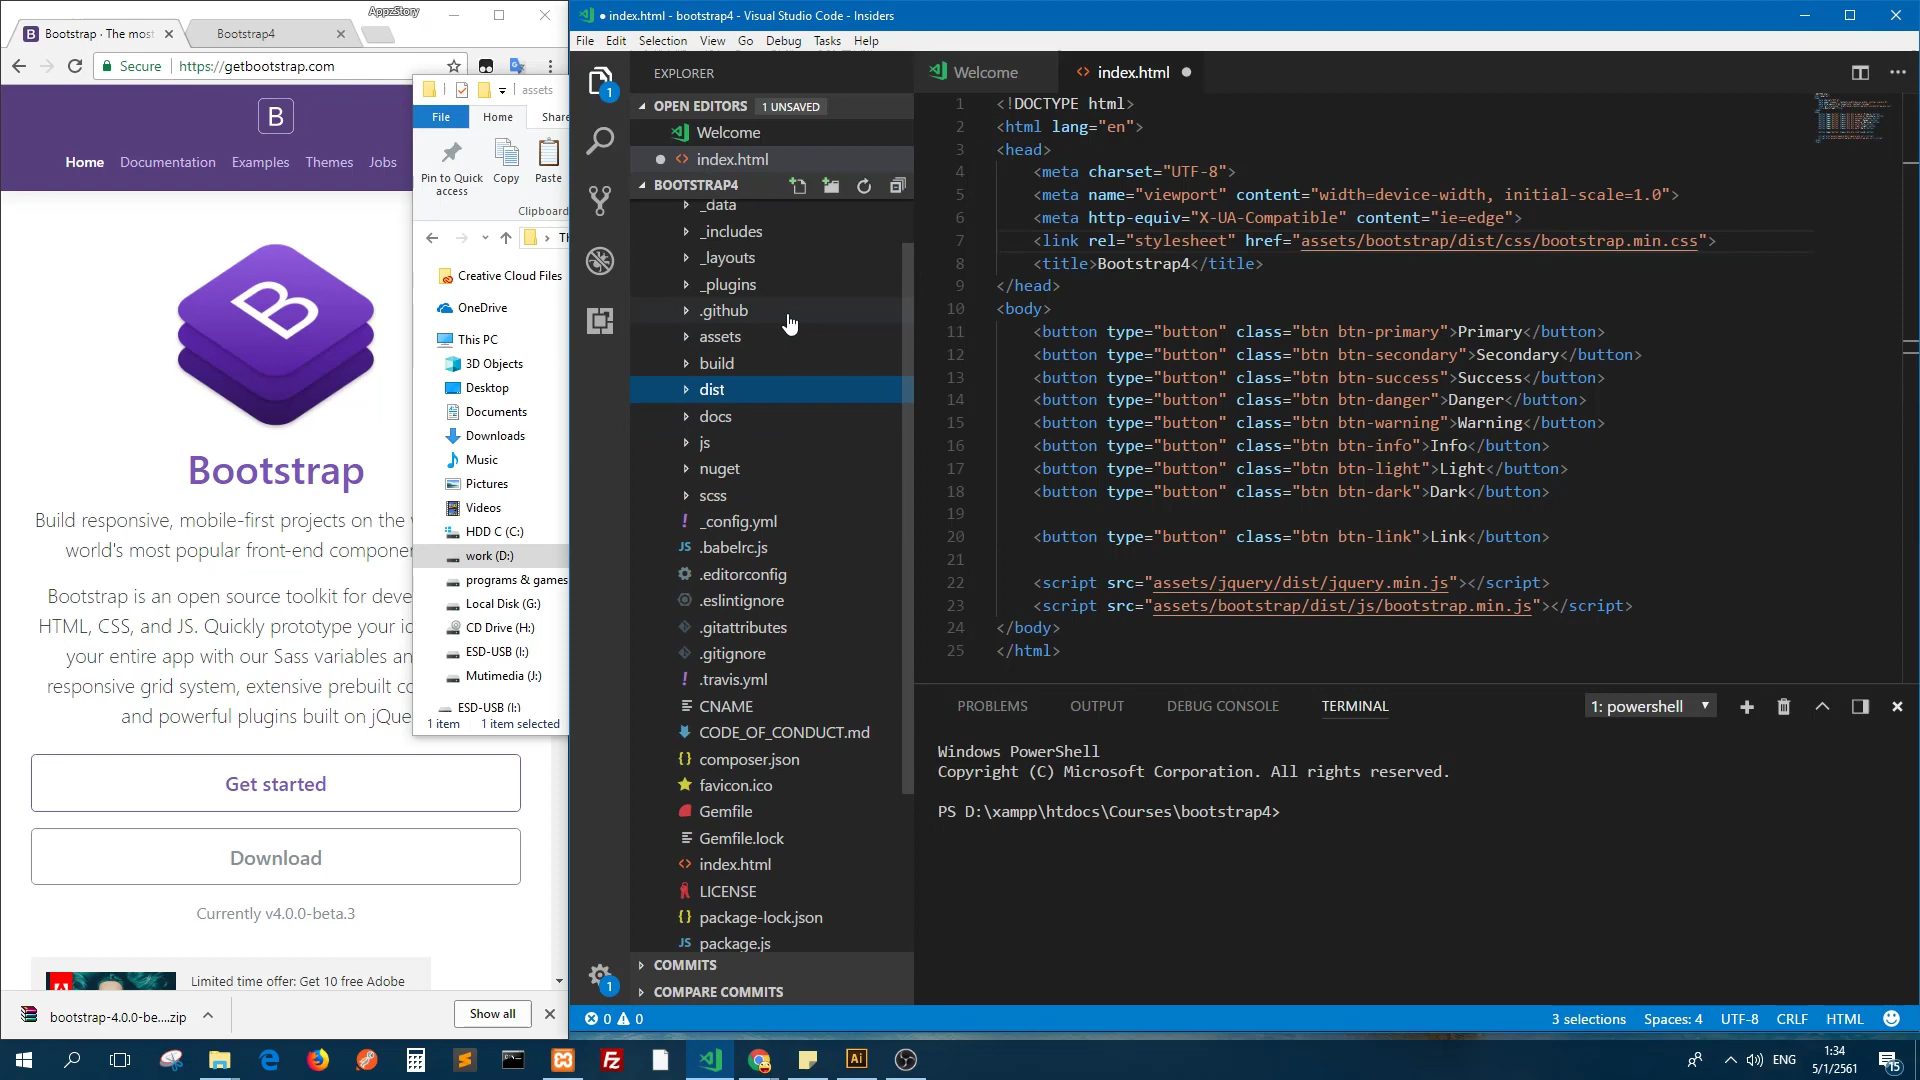 AppzStory
Bootstrap · The most
Bootstrap4
Secure
https://getbootstrap.com
B
Home
Documentation
Examples
Themes
Jobs
B
Bootstrap
Build responsive, mobile-first projects on the
world's most popular front-end componen
Bootstrap is an open source toolkit for deve
HTML, CSS, and JS. Quickly prototype your
your entire app with our Sass variables an
responsive grid system, extensive prebuilt
and powerful plugins built on jQue
Get started
Download
Currently v4.0.0-beta.3
Limited time offer: Get 10 free Adobe
bootstrap-4.0.0-be....zip
Show all
assets
File
Home
Share
Pin to Quick
access
Copy
Paste
Clipboard
Creative Cloud Files
OneDrive
This PC
3D Objects
Desktop
Documents
Downloads
Music
Pictures
Videos
HDD C (C:)
work (D:)
programs & games
Local Disk (G:)
CD Drive (H:)
ESD-USB (I:)
Mutimedia (J:)
ESD-USB (I:)
1 item
1 item selected
● index.html - bootstrap4 - Visual Studio Code - Insiders
File Edit Selection View Go Debug Tasks Help
1
1
EXPLORER
OPEN EDITORS
1 UNSAVED
Welcome
index.html
BOOTSTRAP4
_data
_includes
_layouts
_plugins
.github
assets
build
dist
docs
js
nuget
scss
! _config.yml
JS .babelrc.js
.editorconfig
.eslintignore
.gitattributes
.gitignore
! .travis.yml
CNAME
CODE_OF_CONDUCT.md
{} composer.json
favicon.ico
Gemfile
Gemfile.lock
<> index.html
LICENSE
{} package-lock.json
JS package.js
COMMITS
COMPARE COMMITS
Welcome
<> index.html
1 <!DOCTYPE html>
2 <html lang="en">
3 <head>
4 <meta charset="UTF-8">
5 <meta name="viewport" content="width=device-width, initial-scale=1.0">
6 <meta http-equiv="X-UA-Compatible" content="ie=edge">
7 <link rel="stylesheet" href="assets/bootstrap/dist/css/bootstrap.min.css">
8 <title>Bootstrap4</title>
9 </head>
10 <body>
11 <button type="button" class="btn btn-primary">Primary</button>
12 <button type="button" class="btn btn-secondary">Secondary</button>
13 <button type="button" class="btn btn-success">Success</button>
14 <button type="button" class="btn btn-danger">Danger</button>
15 <button type="button" class="btn btn-warning">Warning</button>
16 <button type="button" class="btn btn-info">Info</button>
17 <button type="button" class="btn btn-light">Light</button>
18 <button type="button" class="btn btn-dark">Dark</button>
19
20 <button type="button" class="btn btn-link">Link</button>
21
22 <script src="assets/jquery/dist/jquery.min.js"></script>
23 <script src="assets/bootstrap/dist/js/bootstrap.min.js"></script>
24 </body>
25 </html>
PROBLEMS
OUTPUT
DEBUG CONSOLE
TERMINAL
1: powershell
Windows PowerShell
Copyright (C) Microsoft Corporation. All rights reserved.
PS D:\xampp\htdocs\Courses\bootstrap4>
0
0
3 selections
Spaces: 4
UTF-8
CRLF
HTML
Fz
Ai
ENG
1:34
5/1/2561
15